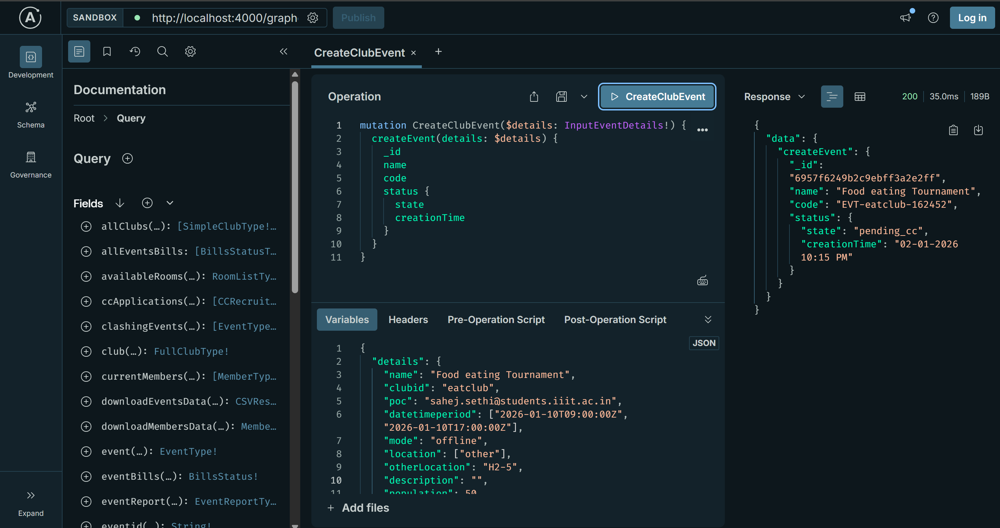 A
SANDBOX
http://localhost:4000/graph
Publish
Log in
Development
Schema
Governance
Expand
Documentation
Root > Query
Query
Fields
allClubs(…): [SimpleClubType!…
allEventsBills: [BillsStatusT…
availableRooms(…): RoomListTy…
ccApplications(…): [CCRecruit…
clashingEvents(…): [EventType…
club(…): FullClubType!
currentMembers(…): [MemberTyp…
downloadEventsData(…): CSVRes…
downloadMembersData(…): Membe…
event(…): EventType!
eventBills(…): BillsStatus!
eventReport(…): EventReportTy…
eventid(…): String!
CreateClubEvent × +
Operation
CreateClubEvent
1 mutation CreateClubEvent($details: InputEventDetails!) {
2 createEvent(details: $details) {
3 _id
4 name
5 code
6 status {
7 state
8 creationTime
9 }
10 }
11 }
Variables Headers Pre-Operation Script Post-Operation Script
JSON
1 {
2 "details": {
3 "name": "Food eating Tournament",
4 "clubid": "eatclub",
5 "poc": "sahej.sethi@students.iiit.ac.in",
6 "datetimeperiod": ["2026-01-10T09:00:00Z",
"2026-01-10T17:00:00Z"],
7 "mode": "offline",
8 "location": ["other"],
9 "otherLocation": "H2-5",
10 "description": "",
11 "population": 50
+ Add files
Response
200 35.0ms 189B
{
"data": {
"createEvent": {
"_id":
"6957f6249b2c9ebff3a2e2ff",
"name": "Food eating Tournament",
"code": "EVT-eatclub-162452",
"status": {
"state": "pending_cc",
"creationTime": "02-01-2026
10:15 PM"
}
}
}
}